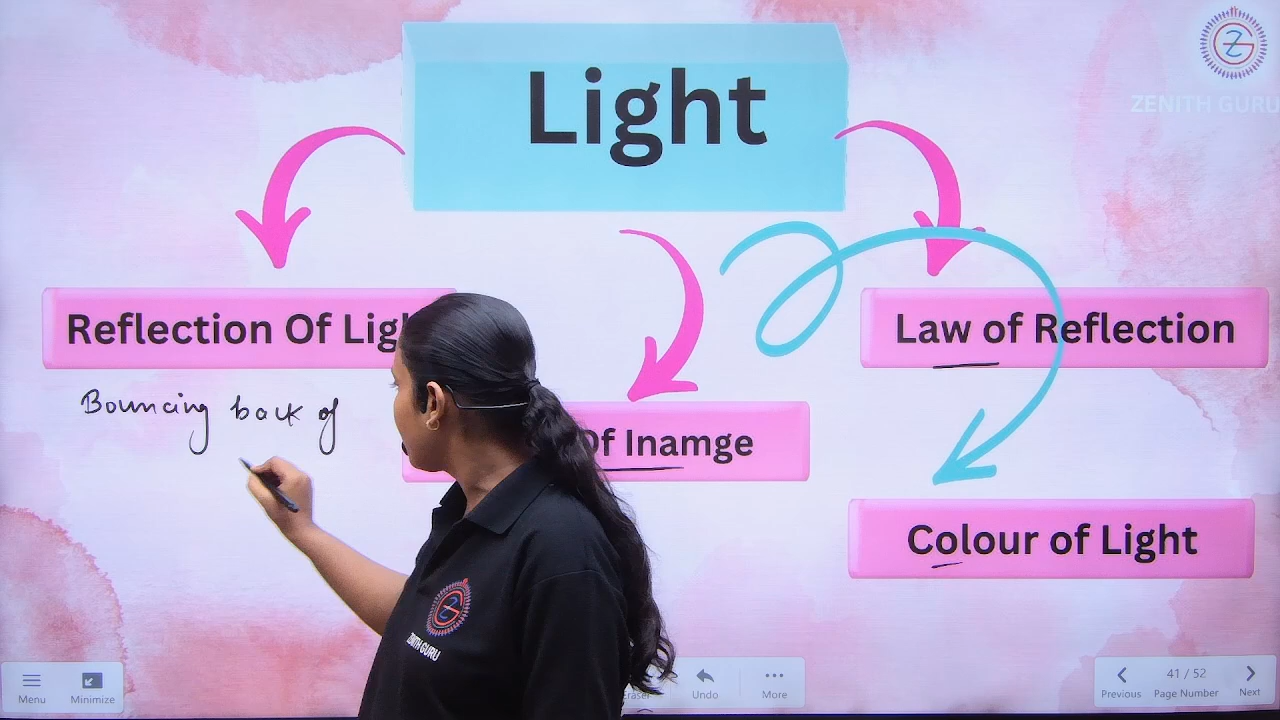 Light
ZENITH GURU
Reflection Of Ligh
Law of Reflection
Bouncing back of
Of Inamge
Colour of Light
ZENITH GURU
Menu
Minimize
Eraser
Undo
More
Previous
41 / 52
Page Number
Next